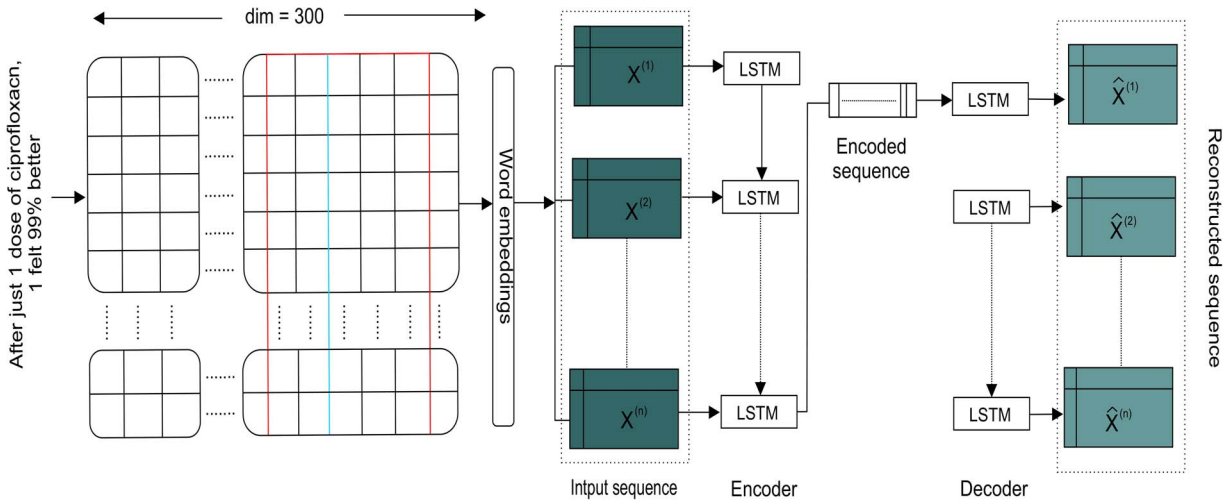 dim = 300
After just 1 dose of ciprofloxacn,
1 felt 99% better
Word embeddings
X(1)
X(2)
X(n)
Intput sequence
LSTM
LSTM
LSTM
Encoder
Encoded
sequence
LSTM
LSTM
LSTM
Decoder
X̂(1)
X̂(2)
X̂(n)
Reconstructed sequence